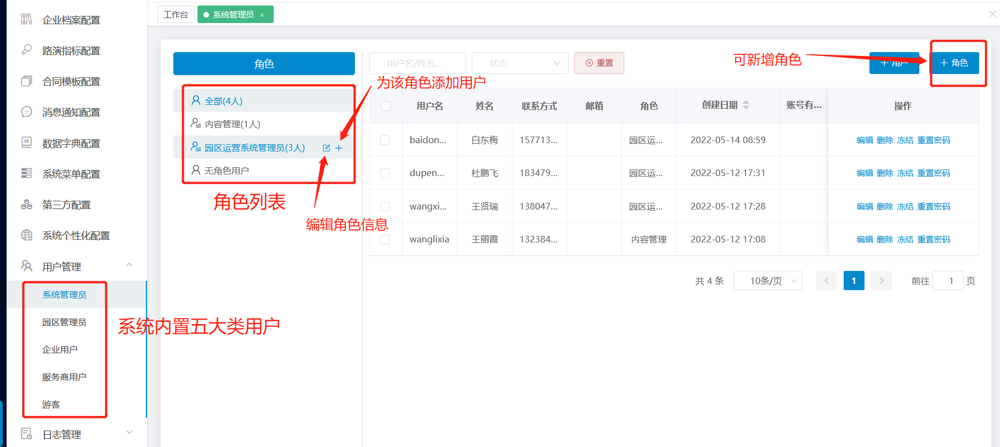 企业档案配置
路演指标配置
合同模板配置
消息通知配置
数据字典配置
系统菜单配置
第三方配置
系统个性化配置
用户管理
系统管理员
园区管理员
企业用户
服务商用户
游客
日志管理
系统内置五大类用户
工作台 系统管理员 ×
角色
全部(4人)
内容管理(1人)
园区运营系统管理员(3人)
无角色用户
角色列表
编辑角色信息
为该角色添加用户
用户名/姓名... 状态 重置
可新增角色
+ 用户 + 角色
用户名 姓名 联系方式 邮箱 角色 创建日期 账号有... 操作
baidon... 白东梅 157713... 园区运... 2022-05-14 08:59 编辑 删除 冻结 重置密码
dupen... 杜鹏飞 183479... 园区运... 2022-05-12 17:31 编辑 删除 冻结 重置密码
wangxi... 王贤瑞 138047... 园区运... 2022-05-12 17:28 编辑 删除 冻结 重置密码
wanglixia 王丽霞 132384... 内容管理 2022-05-12 17:08 编辑 删除 冻结 重置密码
共 4 条 10条/页 < 1 > 前往 1 页